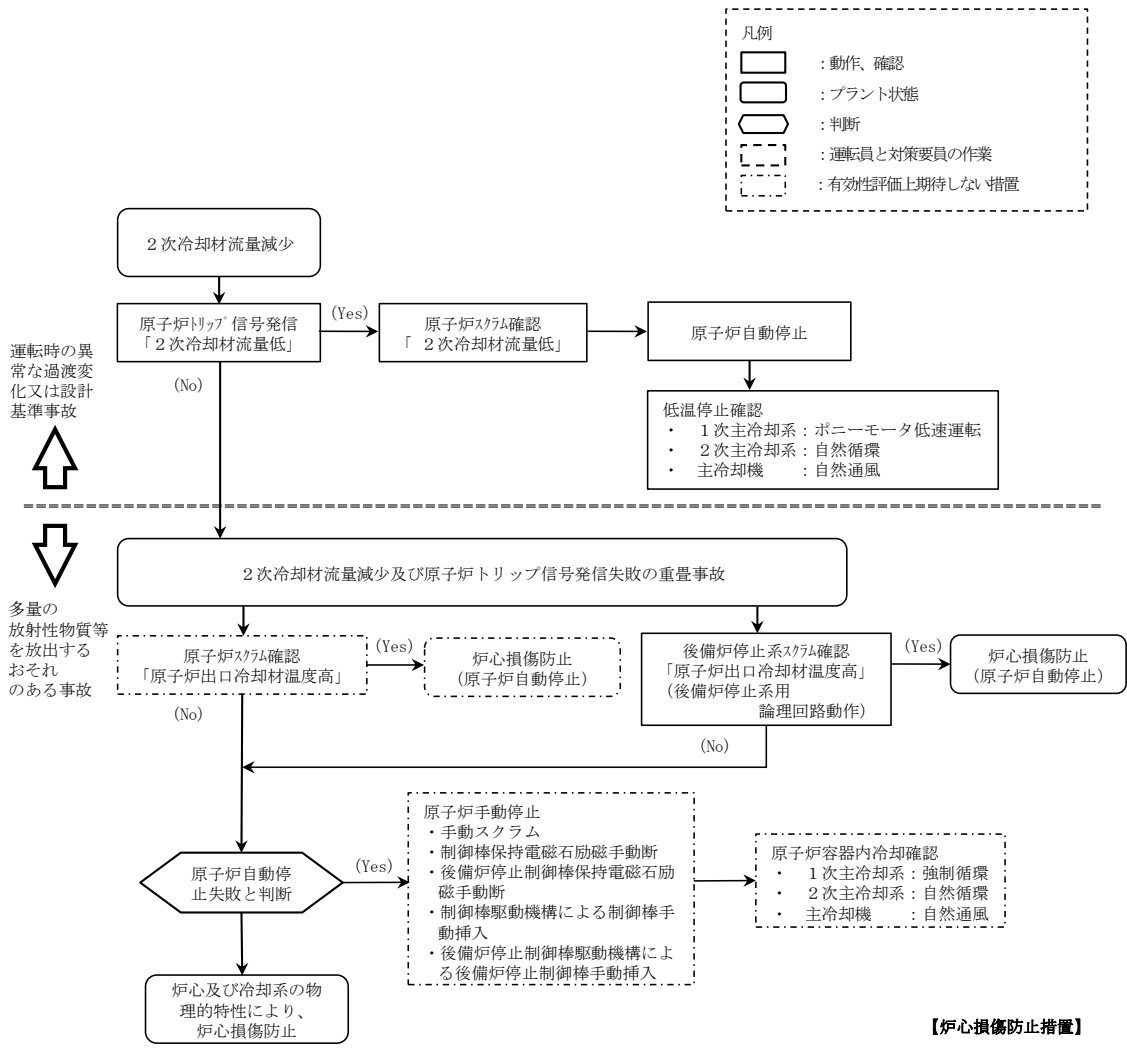 凡例
：動作、確認
：プラント状態
：判断
：運転員と対策要員の作業
：有効性評価上期待しない措置
２次冷却材流量減少
原子炉ﾄﾘｯﾌﾟ信号発信
「２次冷却材流量低」
(Yes)
原子炉ｽｸﾗﾑ確認
「 ２次冷却材流量低」
原子炉自動停止
(No)
運転時の異
常な過渡変
化又は設計
基準事故
低温停止確認
・ １次主冷却系：ポニーモータ低速運転
・ ２次主冷却系：自然循環
・ 主冷却機 ：自然通風
２次冷却材流量減少及び原子炉トリップ信号発信失敗の重畳事故
多量の
放射性物質等
を放出する
おそれ
のある事故
原子炉ｽｸﾗﾑ確認
「原子炉出口冷却材温度高」
(Yes)
炉心損傷防止
(原子炉自動停止)
後備炉停止系スクラム確認
「原子炉出口冷却材温度高」
（後備炉停止系用
論理回路動作）
(Yes)
炉心損傷防止
(原子炉自動停止)
(No)
(No)
原子炉自動停
止失敗と判断
(Yes)
原子炉手動停止
・手動スクラム
・制御棒保持電磁石励磁手動断
・後備炉停止制御棒保持電磁石励
磁手動断
・制御棒駆動機構による制御棒手
動挿入
・後備炉停止制御棒駆動機構によ
る後備炉停止制御棒手動挿入
原子炉容器内冷却確認
・ １次主冷却系：強制循環
・ ２次主冷却系：自然循環
・ 主冷却機 ：自然通風
炉心及び冷却系の物
理的特性により、
炉心損傷防止
【炉心損傷防止措置】